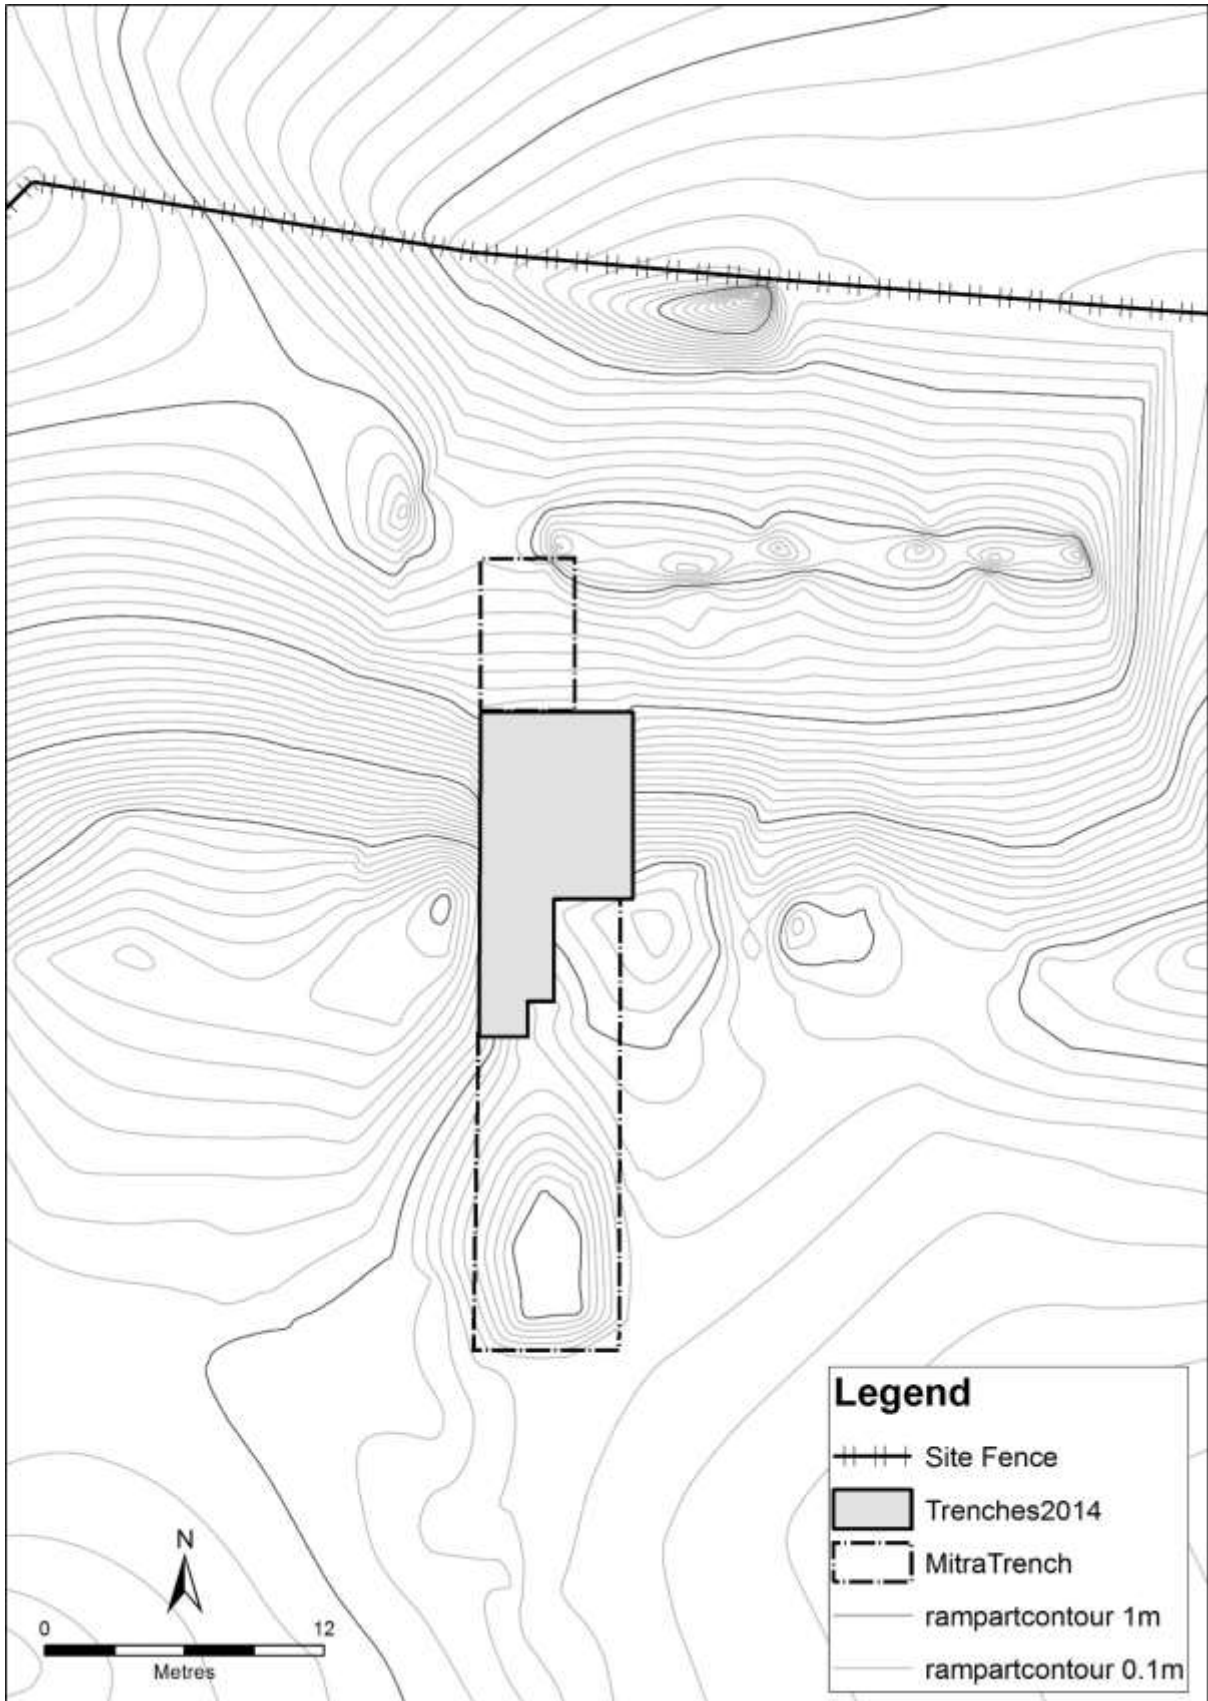 Legend
Site Fence
Trenches2014
MitraTrench
rampartcontour 1m
rampartcontour 0.1m
N
0 12
Metres